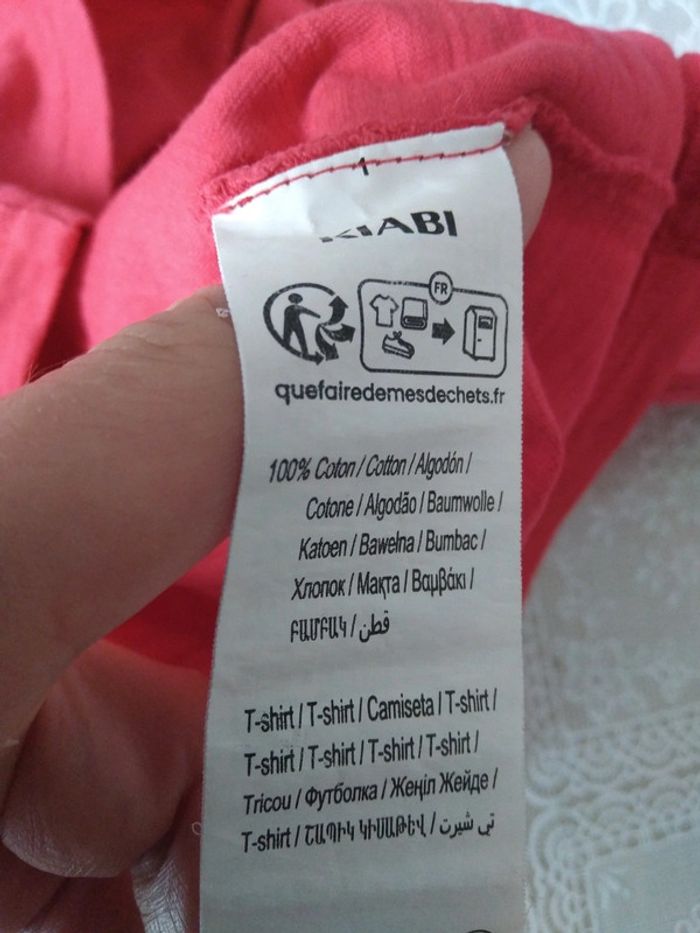 1
KIABI
FR
quefairedemesdechets.fr
100% Coton / Cotton / Algodón /
Cotone / Algodão / Baumwolle /
Katoen / Bawełna / Bumbac /
Хлопок / Мақта / Βαμβάκι /
ԲԱՄԲԱԿ / قطن
T-shirt / T-shirt / Camiseta / T-shirt /
T-shirt / T-shirt / T-shirt / T-shirt /
Tricou / Футболка / Жеңіл Жейде /
T-shirt / ՇԱՊԻԿ ԿԻՍԱԹԵՎ / تي شيرت